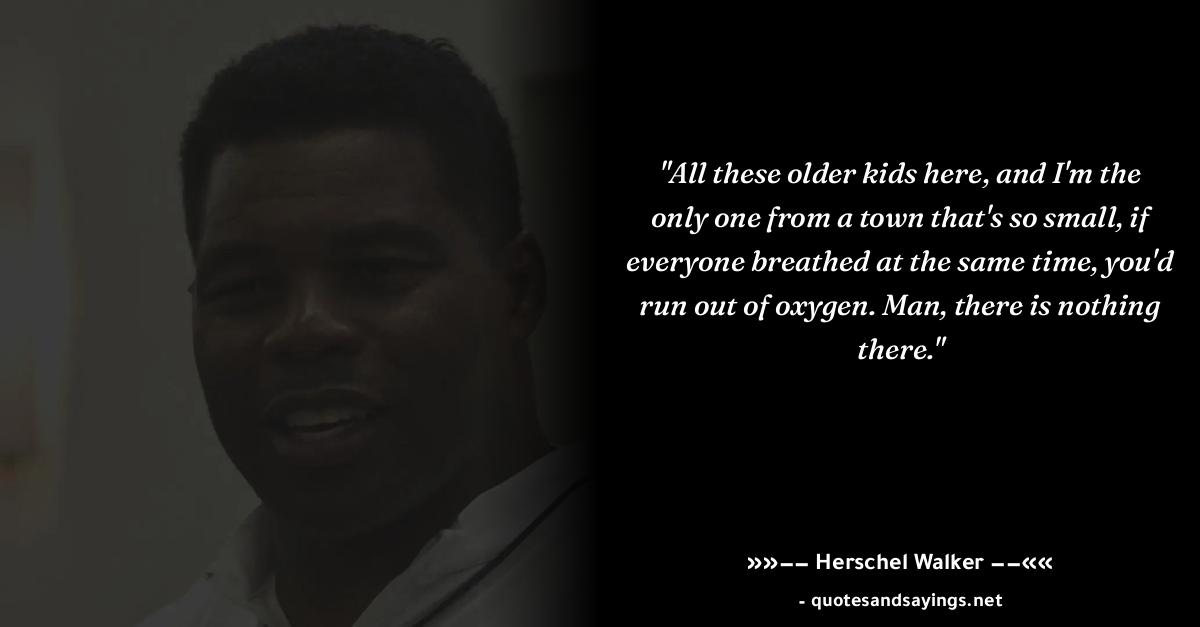 "All these older kids here, and I'm the
only one from a town that's so small, if
everyone breathed at the same time, you'd
run out of oxygen. Man, there is nothing
there."
»»–– Herschel Walker ––««
- quotesandsayings.net